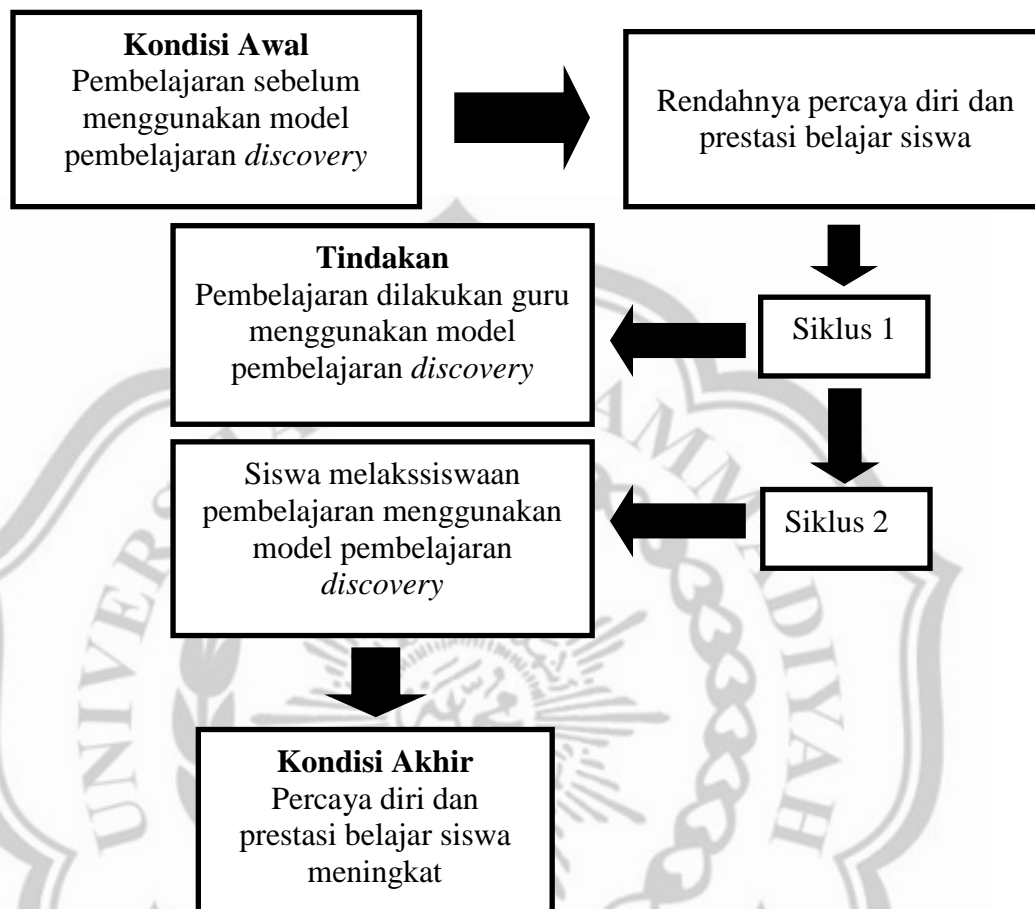 Kondisi Awal
Pembelajaran sebelum
menggunakan model
pembelajaran discovery
Rendahnya percaya diri dan
prestasi belajar siswa
Tindakan
Pembelajaran dilakukan guru
menggunakan model
pembelajaran discovery
Siklus 1
Siswa melakssiswaan
pembelajaran menggunakan
model pembelajaran
discovery
Siklus 2
Kondisi Akhir
Percaya diri dan
prestasi belajar siswa
meningkat